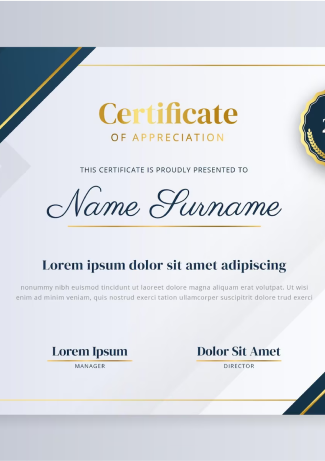 Certificate
OF APPRECIATION
THIS CERTIFICATE IS PROUDLY PRESENTED TO
Name Surname
Lorem ipsum dolor sit amet adipiscing
nonummy nibh euismod tincidunt ut laoreet dolore magna aliquam erat volutpat. Ut wisi
enim ad minim veniam, quis nostrud exerci tation ullamcorper suscipitrit dolore trud exerci
Lorem Ipsum
MANAGER
Dolor Sit Amet
DIRECTOR